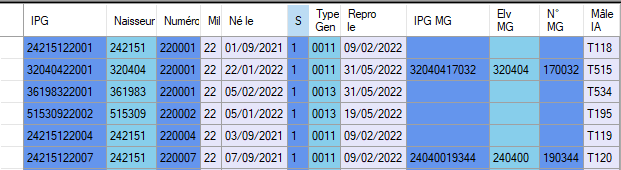 IPG Naisseur Numéro Mil Né le S Type Gen Repro le IPG MG Elv MG N° MG Mâle IA
24215122001 242151 220001 22 01/09/2021 1 0011 09/02/2022 T118
32040422001 320404 220001 22 22/01/2022 1 0011 31/05/2022 32040417032 320404 170032 T515
36198322001 361983 220001 22 05/02/2022 1 0013 31/05/2022 T534
51530922002 515309 220002 22 05/01/2022 1 0013 19/05/2022 T195
24215122004 242151 220004 22 03/09/2021 1 0011 09/02/2022 T119
24215122007 242151 220007 22 07/09/2021 1 0011 09/02/2022 24040019344 240400 190344 T120